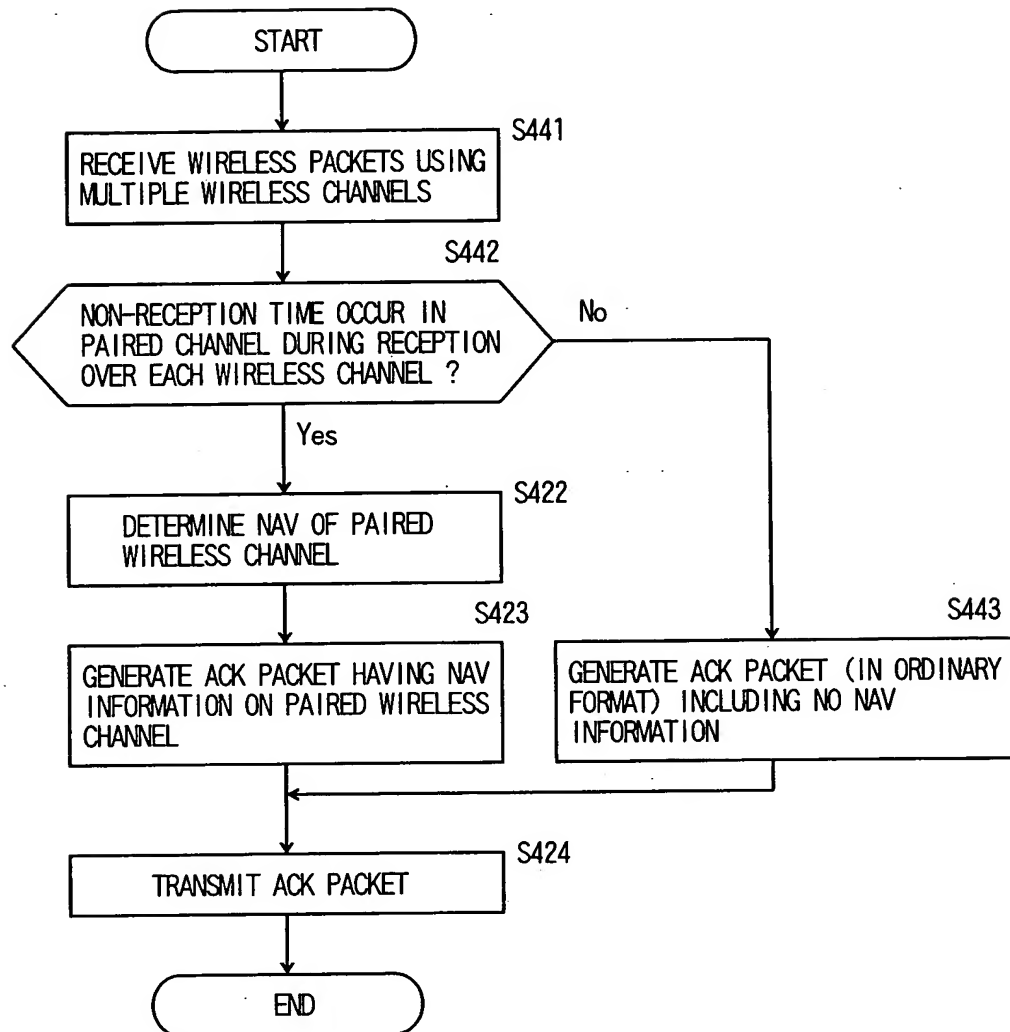 START
S441
RECEIVE WIRELESS PACKETS USING
MULTIPLE WIRELESS CHANNELS
S442
NON-RECEPTION TIME OCCUR IN
PAIRED CHANNEL DURING RECEPTION
OVER EACH WIRELESS CHANNEL ?
No
Yes
S422
DETERMINE NAV OF PAIRED
WIRELESS CHANNEL
S423
GENERATE ACK PACKET HAVING NAV
INFORMATION ON PAIRED WIRELESS
CHANNEL
S443
GENERATE ACK PACKET (IN ORDINARY
FORMAT) INCLUDING NO NAV
INFORMATION
S424
TRANSMIT ACK PACKET
END